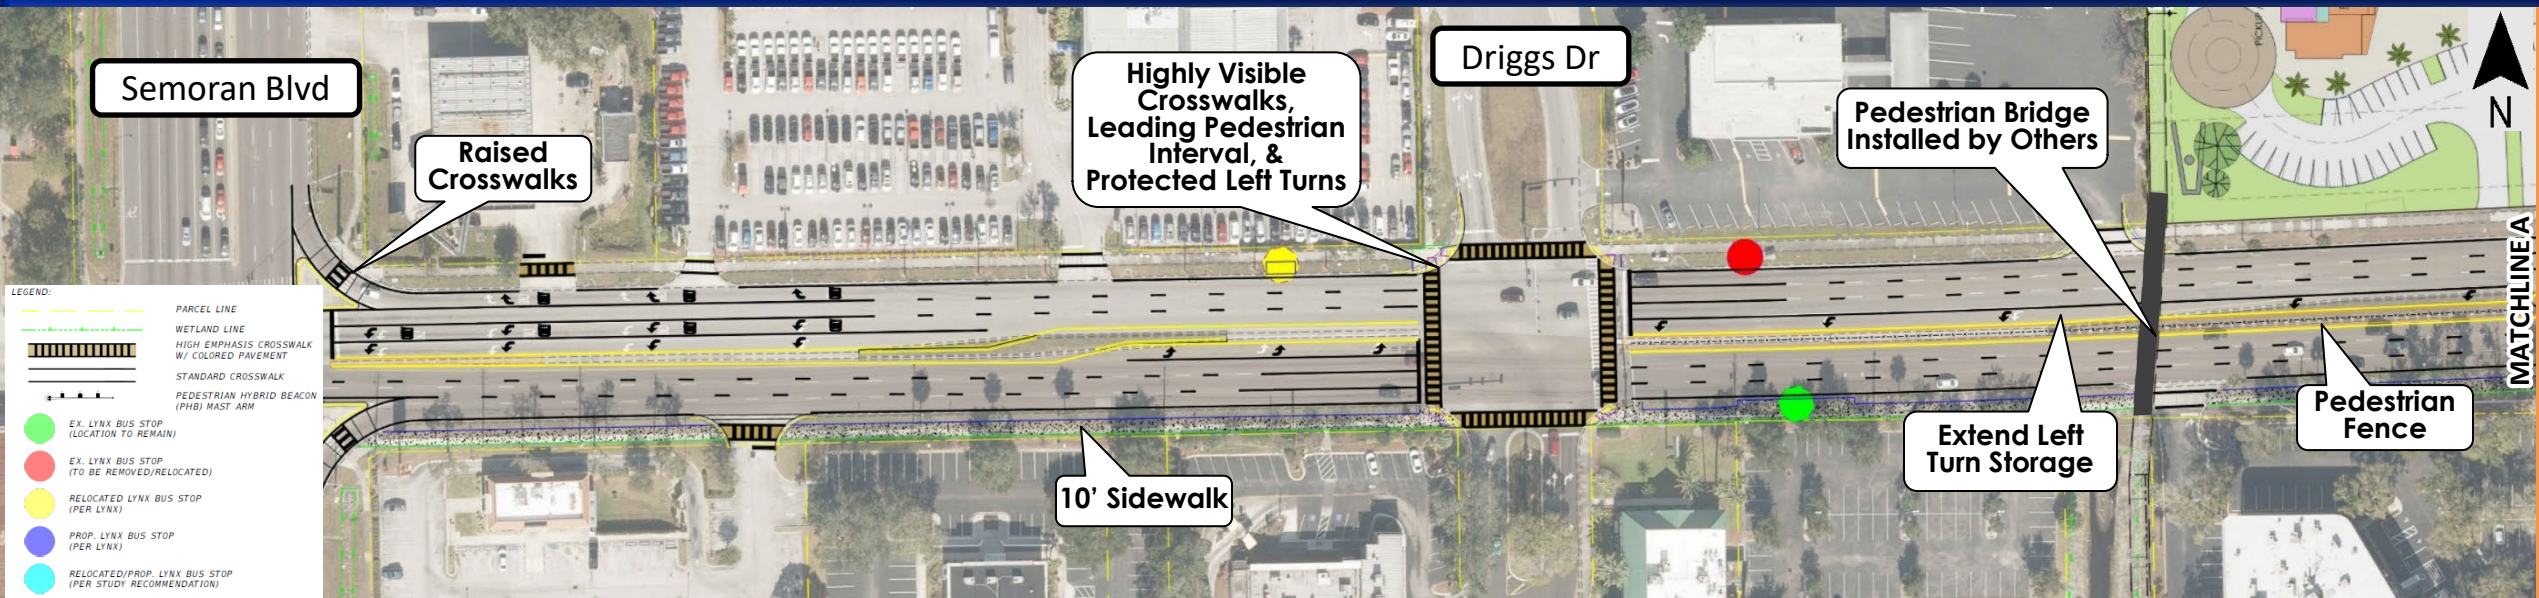 Semoran Blvd
Raised
Crosswalks
Highly Visible
Crosswalks,
Leading Pedestrian
Interval, &
Protected Left Turns
Driggs Dr
Pedestrian Bridge
Installed by Others
PICKUP
N
MATCHLINE A
LEGEND:
PARCEL LINE
WETLAND LINE
HIGH EMPHASIS CROSSWALK
W/ COLORED PAVEMENT
STANDARD CROSSWALK
PEDESTRIAN HYBRID BEACON
(PHB) MAST ARM
EX. LYNX BUS STOP
(LOCATION TO REMAIN)
EX. LYNX BUS STOP
(TO BE REMOVED/RELOCATED)
RELOCATED LYNX BUS STOP
(PER LYNX)
PROP. LYNX BUS STOP
(PER LYNX)
RELOCATED/PROP. LYNX BUS STOP
(PER STUDY RECOMMENDATION)
10' Sidewalk
Extend Left
Turn Storage
Pedestrian
Fence